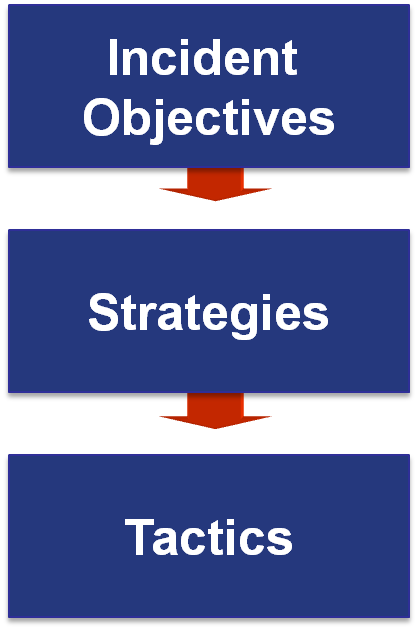 Incident
Objectives
Strategies
Tactics